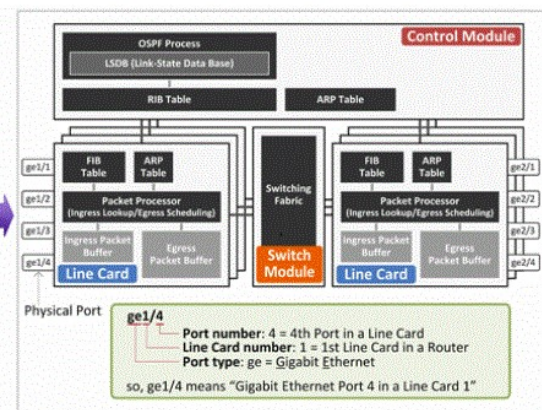 Control Module
OSPF Process
LSDB (Link-State Data Base)
RIB Table
ARP Table
ge1/1
ge1/2
ge1/3
ge1/4
FIB
Table
ARP
Table
Packet Processor
(Ingress Lookup/Egress Scheduling)
Ingress Packet
Buffer
Egress
Packet Buffer
Line Card
Switching
Fabric
Switch
Module
FIB
Table
ARP
Table
Packet Processor
(Ingress Lookup/Egress Scheduling)
Ingress Packet
Buffer
Egress
Packet Buffer
Line Card
ge2/1
ge2/2
ge2/3
ge2/4
Physical Port
ge1/4
Port number: 4 = 4th Port in a Line Card
Line Card number: 1 = 1st Line Card in a Router
Port type: ge = Gigabit Ethernet
so, ge1/4 means “Gigabit Ethernet Port 4 in a Line Card 1”